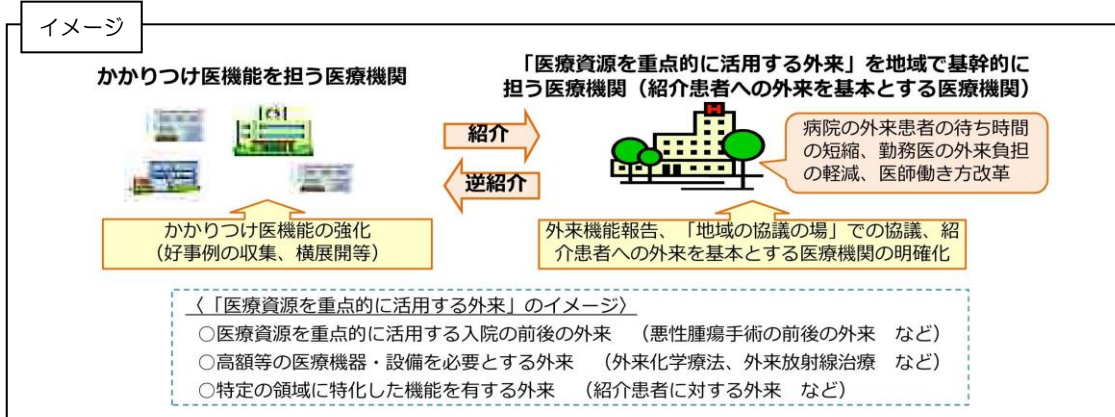 イメージ
かかりつけ医機能を担う医療機関
「医療資源を重点的に活用する外来」を地域で基幹的に
担う医療機関（紹介患者への外来を基本とする医療機関）
紹介
逆紹介
病院の外来患者の待ち時間
の短縮、勤務医の外来負担
の軽減、医師働き方改革
かかりつけ医機能の強化
（好事例の収集、横展開等）
外来機能報告、「地域の協議の場」での協議、紹
介患者への外来を基本とする医療機関の明確化
〈「医療資源を重点的に活用する外来」のイメージ〉
○医療資源を重点的に活用する入院の前後の外来　（悪性腫瘍手術の前後の外来　など）
○高額等の医療機器・設備を必要とする外来　（外来化学療法、外来放射線治療　など）
○特定の領域に特化した機能を有する外来　（紹介患者に対する外来　など）